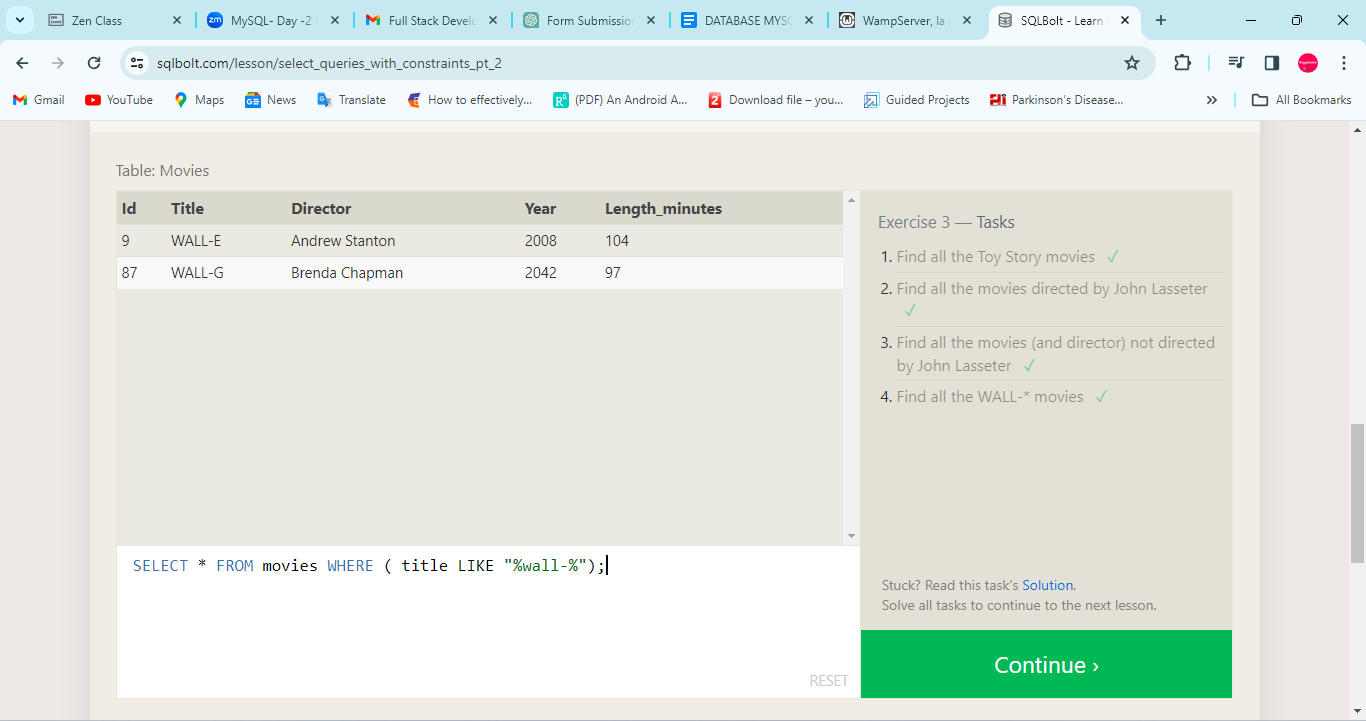 Zen Class
MySQL- Day -2
Full Stack Develo
Form Submissio
DATABASE MYSC
WampServer, la
SQLBolt - Learn
sqlbolt.com/lesson/select_queries_with_constraints_pt_2
Gmail
YouTube
Maps
News
Translate
How to effectively...
(PDF) An Android A...
Download file – you...
Guided Projects
Parkinson's Disease...
All Bookmarks
Table: Movies
Id Title Director Year Length_minutes
9 WALL-E Andrew Stanton 2008 104
87 WALL-G Brenda Chapman 2042 97
Exercise 3 — Tasks
1. Find all the Toy Story movies ✓
2. Find all the movies directed by John Lasseter
✓
3. Find all the movies (and director) not directed
by John Lasseter ✓
4. Find all the WALL-* movies ✓
SELECT * FROM movies WHERE ( title LIKE "%wall-%");
RESET
Stuck? Read this task's Solution.
Solve all tasks to continue to the next lesson.
Continue ›